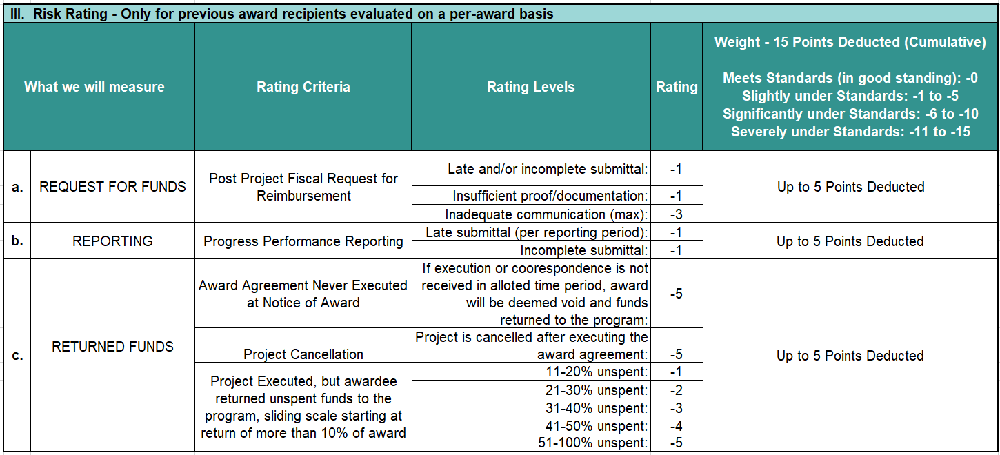 III. Risk Rating - Only for previous award recipients evaluated on a per-award basis
What we will measure
Rating Criteria
Rating Levels
Rating
Weight - 15 Points Deducted (Cumulative)
Meets Standards (in good standing): -0
Slightly under Standards: -1 to -5
Significantly under Standards: -6 to -10
Severely under Standards: -11 to -15
a.
REQUEST FOR FUNDS
Post Project Fiscal Request for
Reimbursement
Late and/or incomplete submittal:
-1
Insufficient proof/documentation:
-1
Inadequate communication (max):
-3
Up to 5 Points Deducted
b.
REPORTING
Progress Performance Reporting
Late submittal (per reporting period):
-1
Incomplete submittal:
-1
Up to 5 Points Deducted
c.
RETURNED FUNDS
Award Agreement Never Executed
at Notice of Award
If execution or coorespondence is not
received in alloted time period, award
will be deemed void and funds
returned to the program:
-5
Project Cancellation
Project is cancelled after executing the
award agreement:
-5
Project Executed, but awardee
returned unspent funds to the
program, sliding scale starting at
return of more than 10% of award
11-20% unspent:
-1
21-30% unspent:
-2
31-40% unspent:
-3
41-50% unspent:
-4
51-100% unspent:
-5
Up to 5 Points Deducted